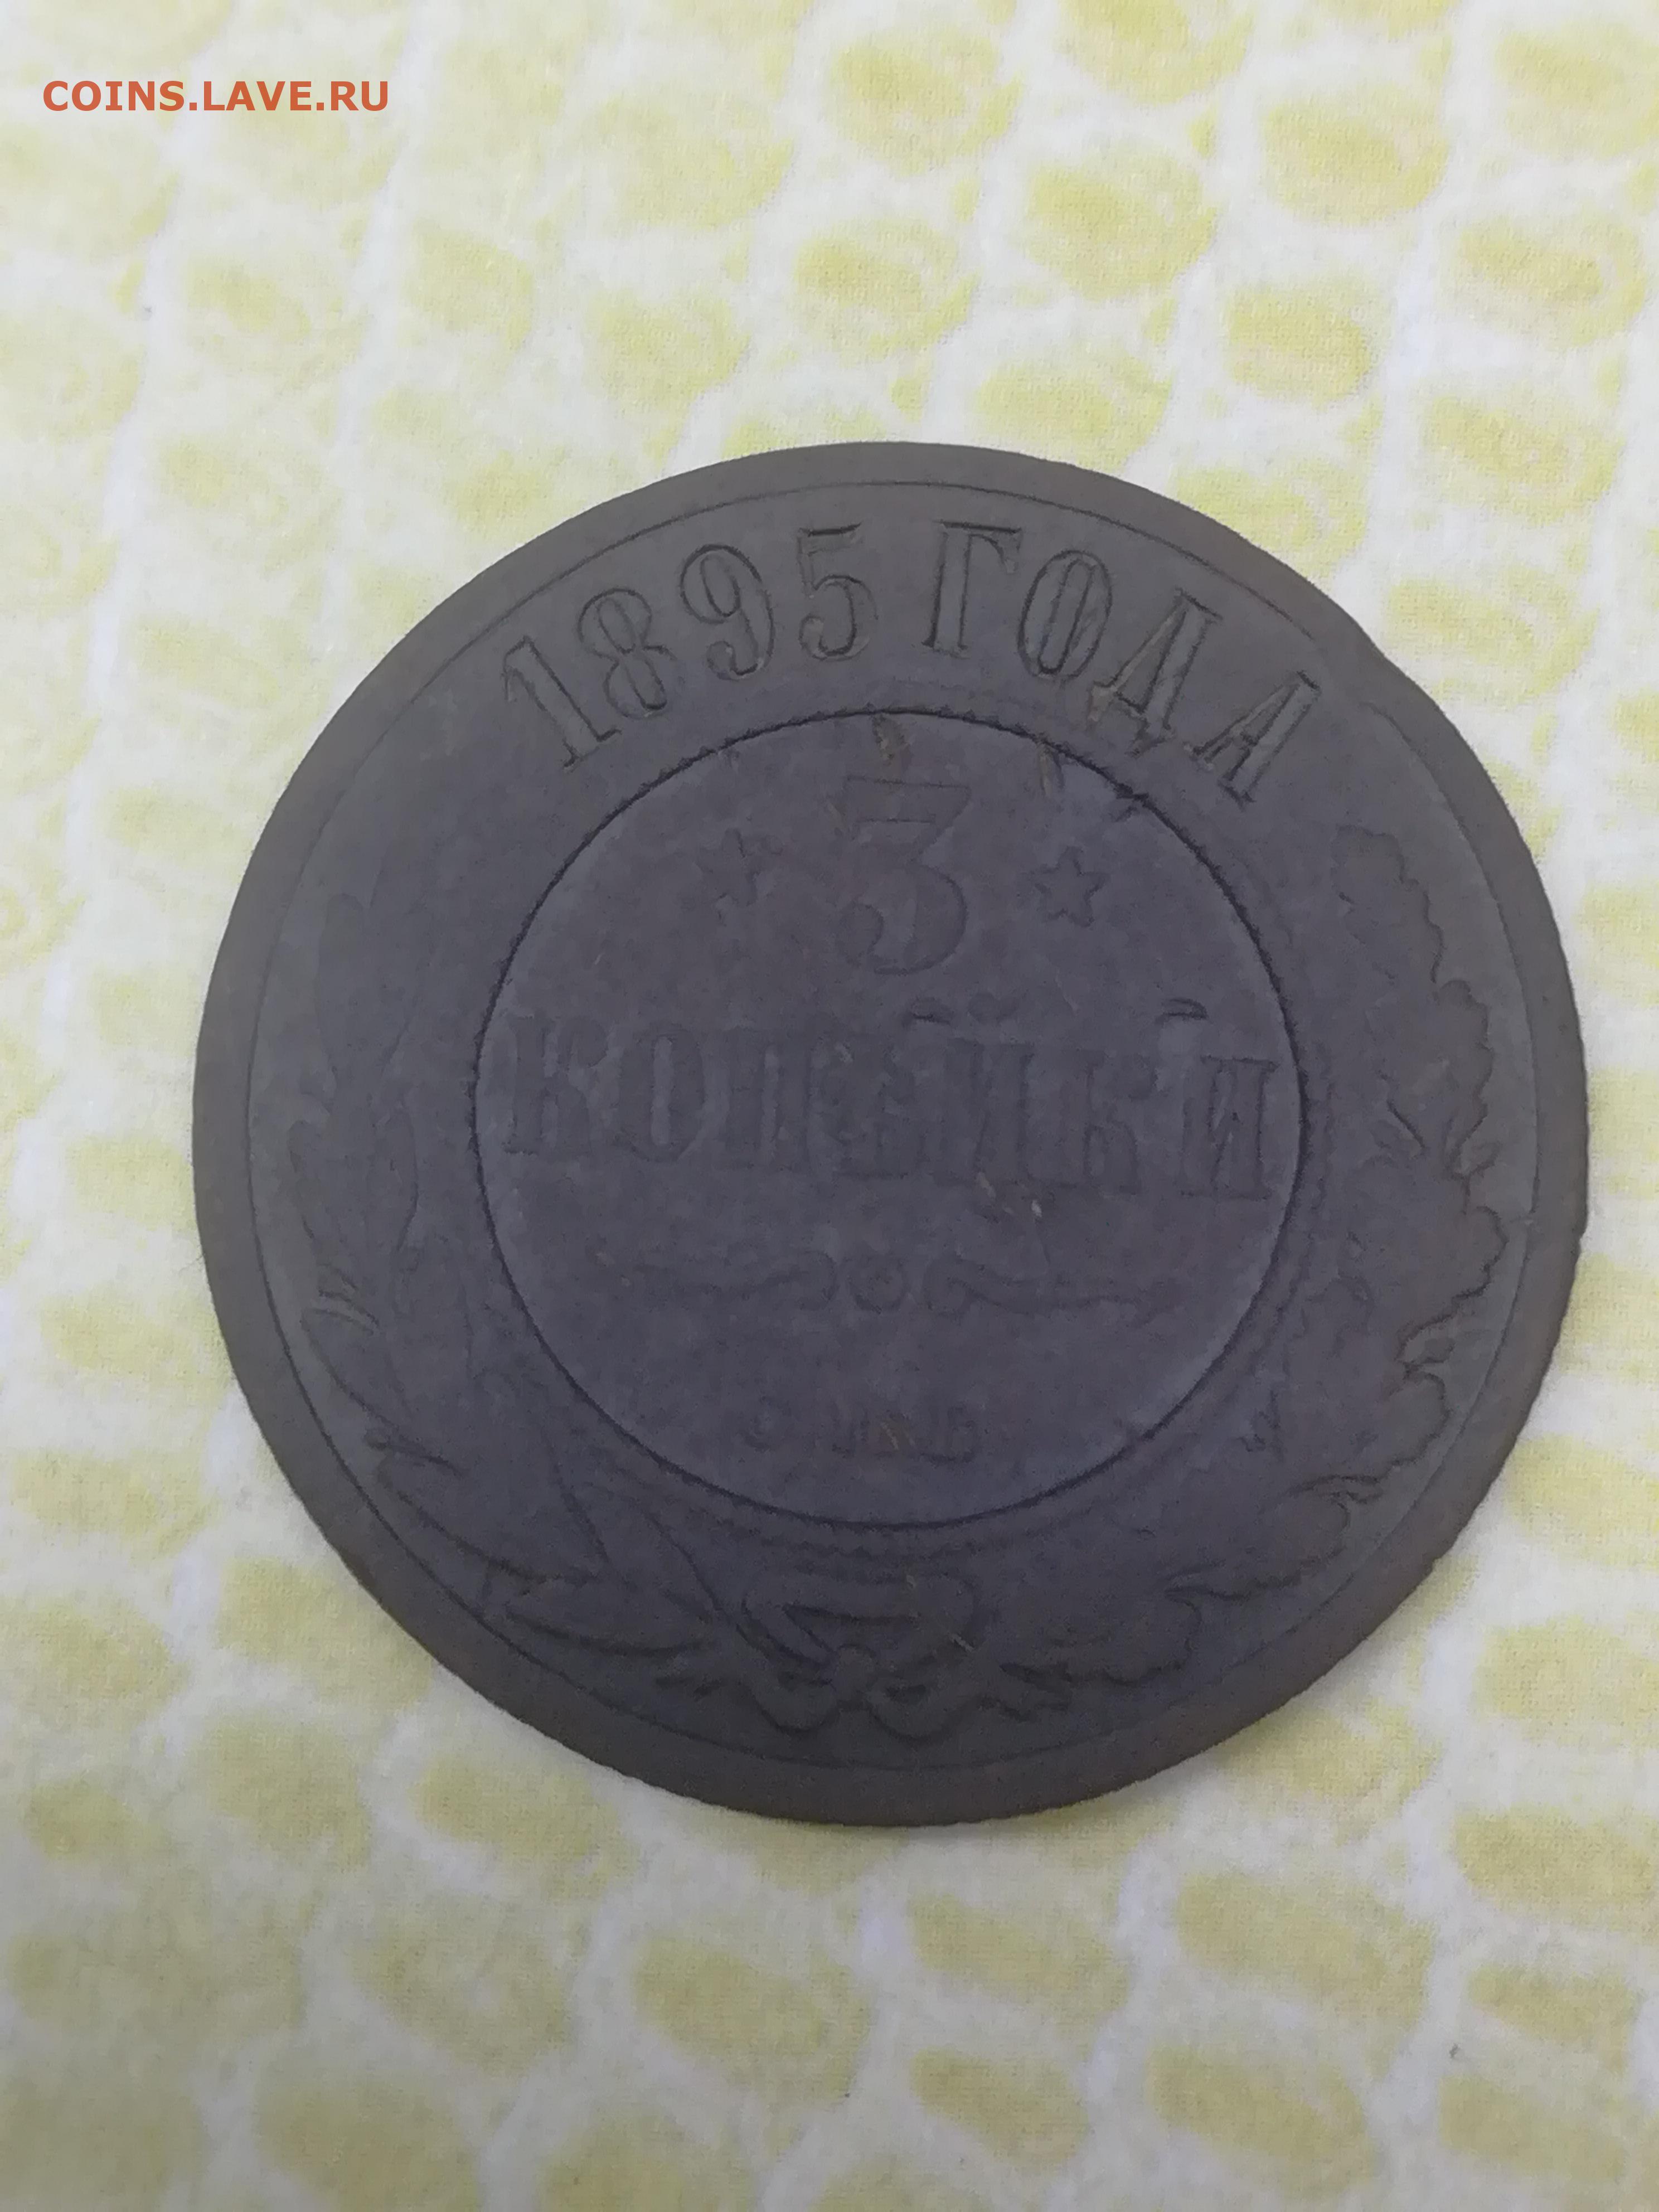 COINS.LAVE.RU
1895 ГОДА
3
КОПѢЙКИ
С.П.Б.